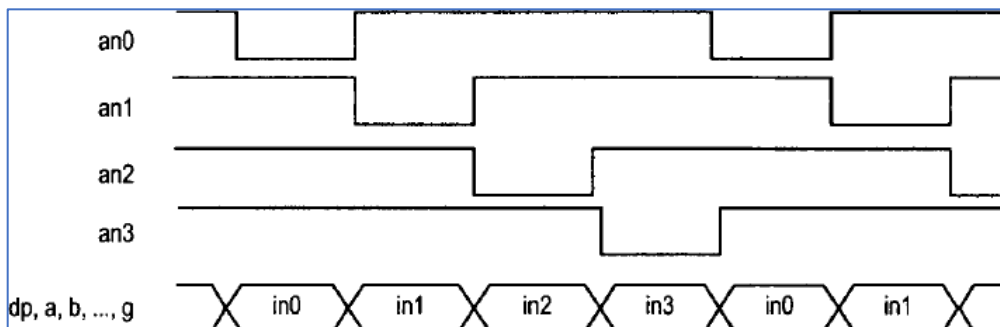 an0
an1
an2
an3
dp, a, b, ..., g in0 in1 in2 in3 in0 in1